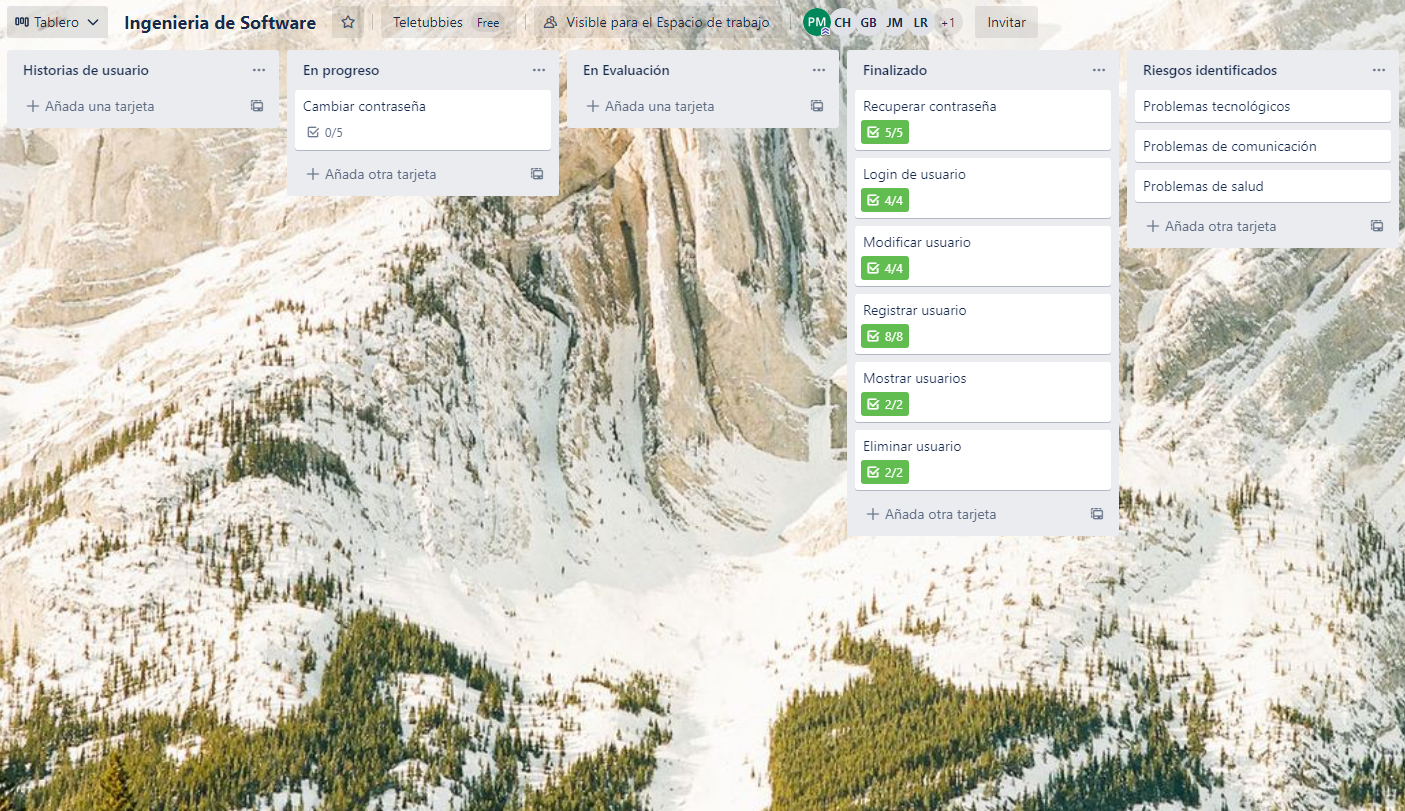 Tablero
Ingenieria de Software
Teletubbies Free
Visible para el Espacio de trabajo
PM CH GB JM LR +1
Invitar
Historias de usuario
Añada una tarjeta
En progreso
Cambiar contraseña
0/5
Añada otra tarjeta
En Evaluación
Añada una tarjeta
Finalizado
Recuperar contraseña
5/5
Login de usuario
4/4
Modificar usuario
4/4
Registrar usuario
8/8
Mostrar usuarios
2/2
Eliminar usuario
2/2
Añada otra tarjeta
Riesgos identificados
Problemas tecnológicos
Problemas de comunicación
Problemas de salud
Añada otra tarjeta